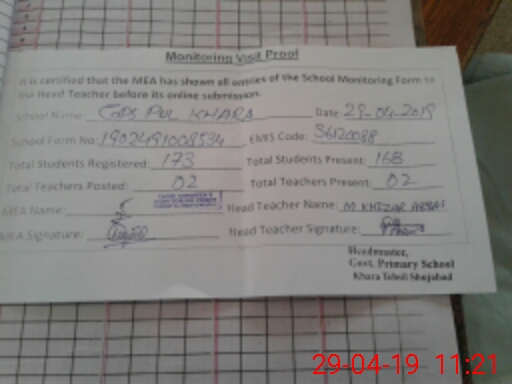 Monitoring Visit Proof
It is certified that the MEA has shown all entries of the School Monitoring Form to
the Head Teacher before its online submission.
School Name: GPS Pul KHARA Date: 29-04-2019
School Form No: 1902491008534 EMIS Code: 36120088
Total Students Registered: 173 Total Students Present: 168
Total Teachers Posted: 02 Total Teachers Present: 02
MEA Name: Head Teacher Name: M KHIZAR ABBAS
MEA Signature: Head Teacher Signature:
Headmaster,
Govt. Primary School
Khara Tehsil Shujabad
29-04-19 11:21